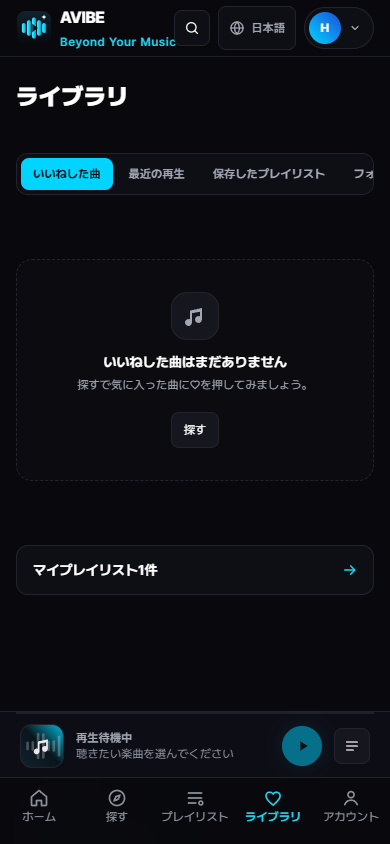 AVIBE
Beyond Your Music
日本語
H
ライブラリ
いいねした曲
最近の再生
保存したプレイリスト
フォ
いいねした曲はまだありません
探すで気に入った曲に♡を押してみましょう。
探す
マイプレイリスト1件
再生待機中
聴きたい楽曲を選んでください
ホーム
探す
プレイリスト
ライブラリ
アカウント